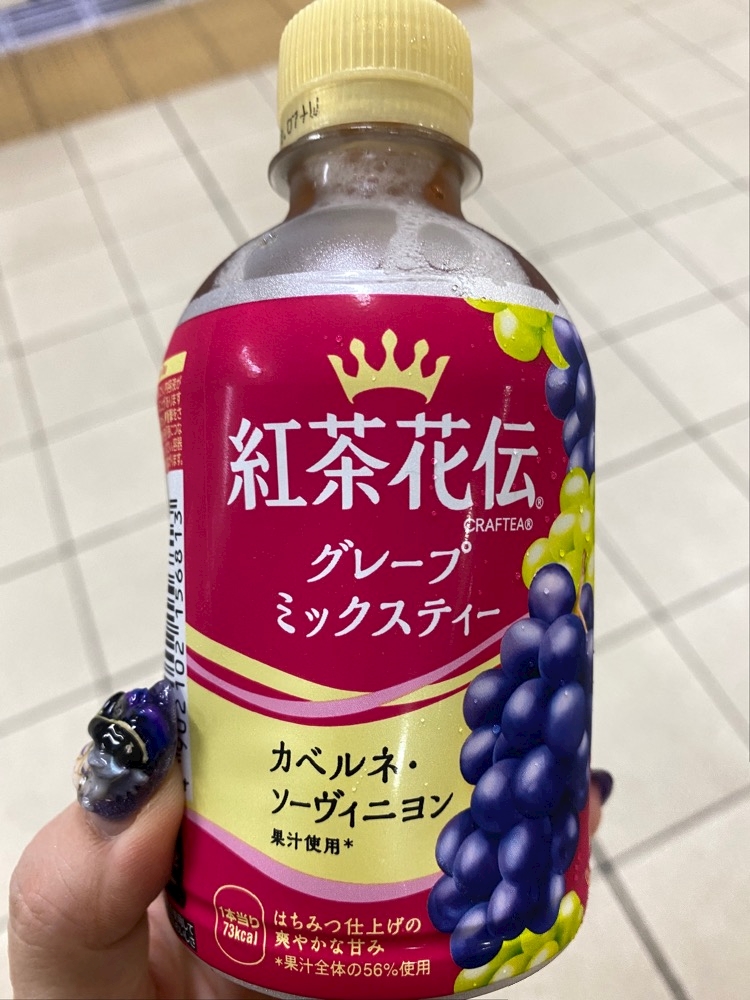 紅茶花伝®
CRAFTEA®
グレープ
ミックスティー
カベルネ・
ソーヴィニヨン
果汁使用*
1本当り
73kcal
はちみつ仕上げの
爽やかな甘み
*果汁全体の56%使用